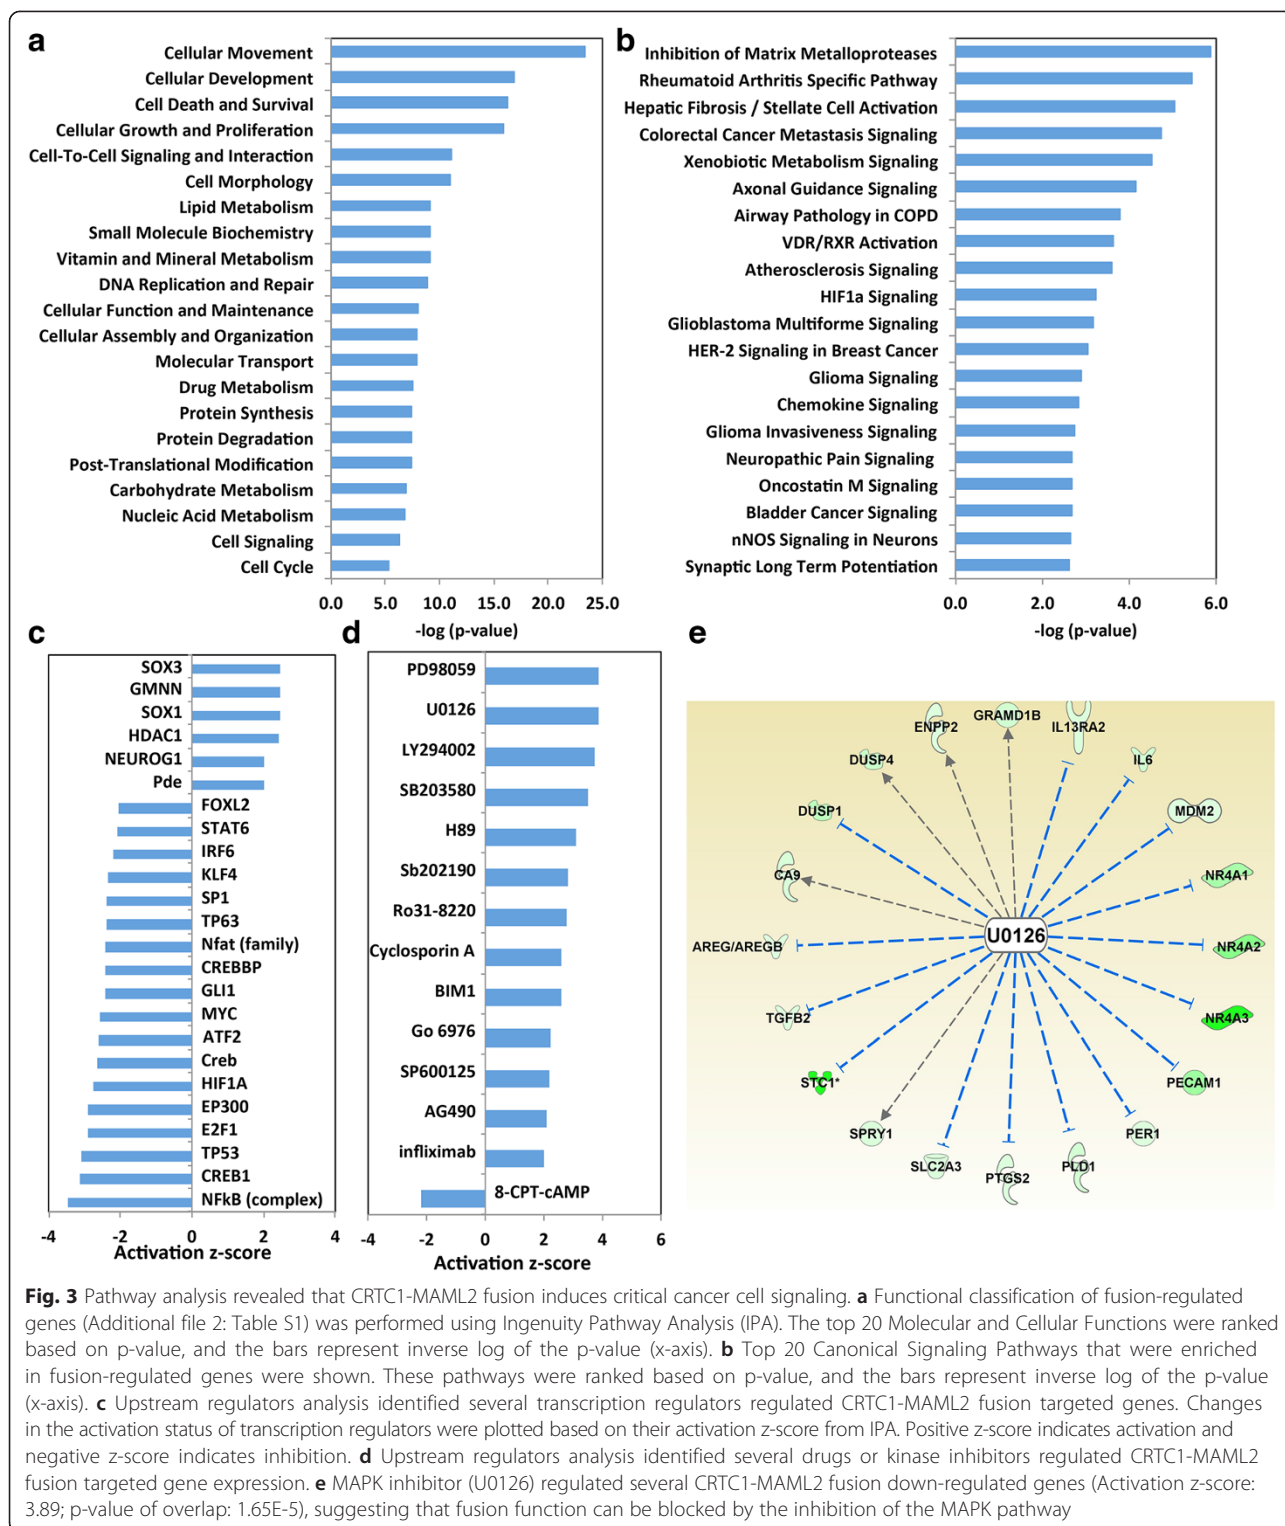 a
Cellular Movement
Cellular Development
Cell Death and Survival
Cellular Growth and Proliferation
Cell-To-Cell Signaling and Interaction
Cell Morphology
Lipid Metabolism
Small Molecule Biochemistry
Vitamin and Mineral Metabolism
DNA Replication and Repair
Cellular Function and Maintenance
Cellular Assembly and Organization
Molecular Transport
Drug Metabolism
Protein Synthesis
Protein Degradation
Post-Translational Modification
Carbohydrate Metabolism
Nucleic Acid Metabolism
Cell Signaling
Cell Cycle
0.0 5.0 10.0 15.0 20.0 25.0
-log (p-value)
b
Inhibition of Matrix Metalloproteases
Rheumatoid Arthritis Specific Pathway
Hepatic Fibrosis / Stellate Cell Activation
Colorectal Cancer Metastasis Signaling
Xenobiotic Metabolism Signaling
Axonal Guidance Signaling
Airway Pathology in COPD
VDR/RXR Activation
Atherosclerosis Signaling
HIF1a Signaling
Glioblastoma Multiforme Signaling
HER-2 Signaling in Breast Cancer
Glioma Signaling
Chemokine Signaling
Glioma Invasiveness Signaling
Neuropathic Pain Signaling
Oncostatin M Signaling
Bladder Cancer Signaling
nNOS Signaling in Neurons
Synaptic Long Term Potentiation
0.0 2.0 4.0 6.0
-log (p-value)
c
SOX3
GMNN
SOX1
HDAC1
NEUROG1
Pde
FOXL2
STAT6
IRF6
KLF4
SP1
TP63
Nfat (family)
CREBBP
GLI1
MYC
ATF2
Creb
HIF1A
EP300
E2F1
TP53
CREB1
NFkB (complex)
-4 -2 0 2 4
Activation z-score
d
PD98059
U0126
LY294002
SB203580
H89
Sb202190
Ro31-8220
Cyclosporin A
BIM1
Go 6976
SP600125
AG490
infliximab
8-CPT-cAMP
-4 -2 0 2 4 6
Activation z-score
e
GRAMD1B
ENPP2
IL13RA2
DUSP4
IL6
DUSP1
MDM2
CA9
NR4A1
U0126
AREG/AREGB
NR4A2
TGFB2
NR4A3
STC1*
PECAM1
SPRY1
PER1
SLC2A3
PTGS2
PLD1
Fig. 3 Pathway analysis revealed that CRTC1-MAML2 fusion induces critical cancer cell signaling. a Functional classification of fusion-regulated
genes (Additional file 2: Table S1) was performed using Ingenuity Pathway Analysis (IPA). The top 20 Molecular and Cellular Functions were ranked
based on p-value, and the bars represent inverse log of the p-value (x-axis). b Top 20 Canonical Signaling Pathways that were enriched
in fusion-regulated genes were shown. These pathways were ranked based on p-value, and the bars represent inverse log of the p-value
(x-axis). c Upstream regulators analysis identified several transcription regulators regulated CRTC1-MAML2 fusion targeted genes. Changes
in the activation status of transcription regulators were plotted based on their activation z-score from IPA. Positive z-score indicates activation and
negative z-score indicates inhibition. d Upstream regulators analysis identified several drugs or kinase inhibitors regulated CRTC1-MAML2
fusion targeted gene expression. e MAPK inhibitor (U0126) regulated several CRTC1-MAML2 fusion down-regulated genes (Activation z-score:
3.89; p-value of overlap: 1.65E-5), suggesting that fusion function can be blocked by the inhibition of the MAPK pathway